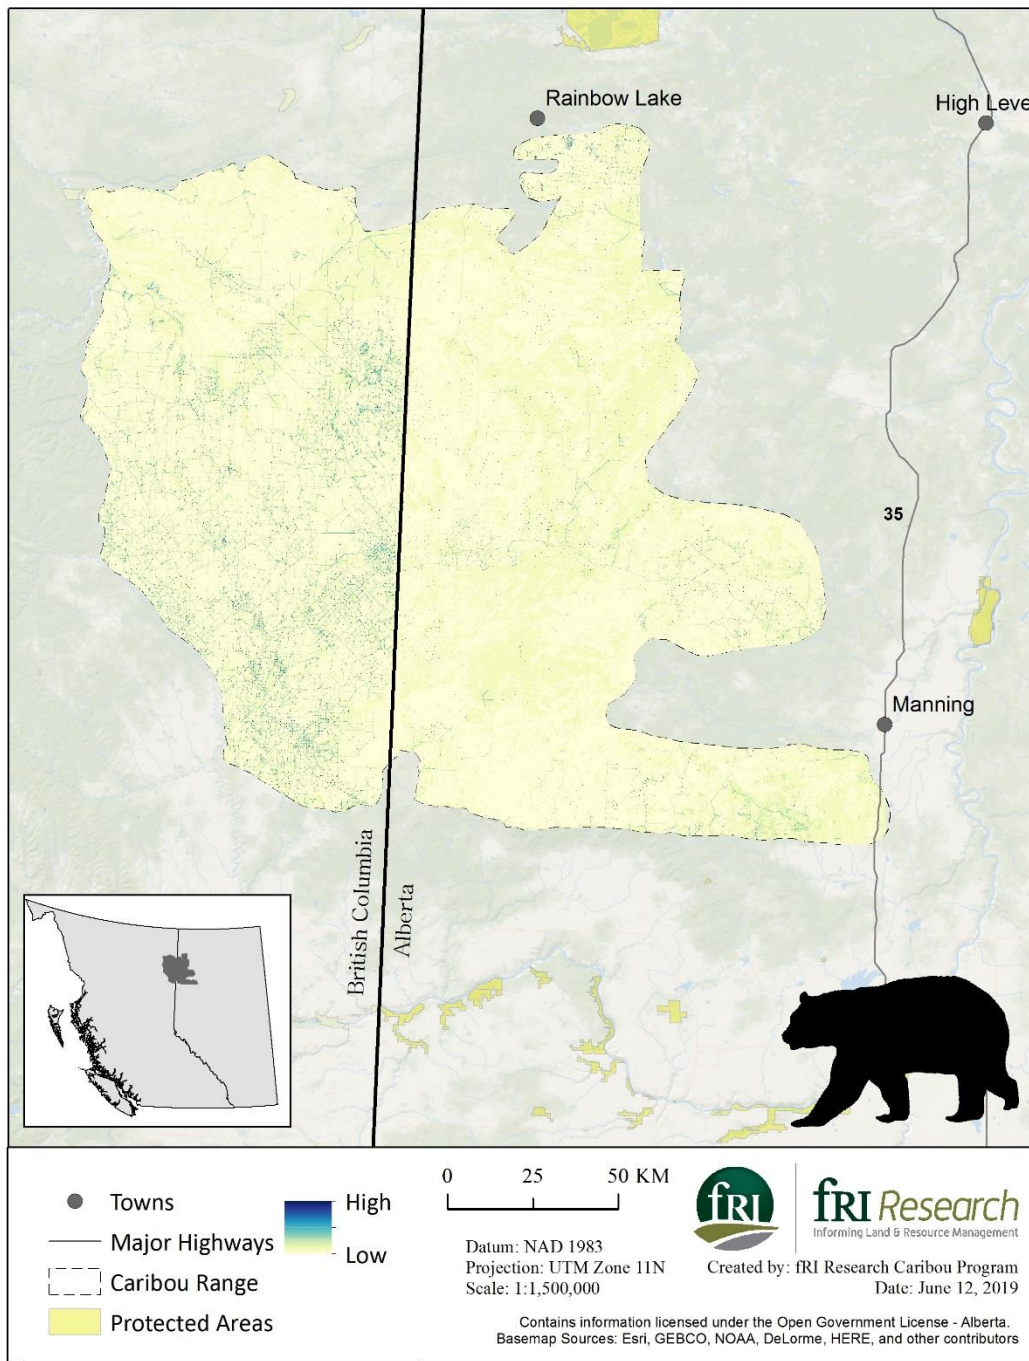 Rainbow Lake
High Leve
35
Manning
British Columbia
Alberta
Towns
Major Highways
Caribou Range
Protected Areas
High
Low
0 25 50 KM
Datum: NAD 1983
Projection: UTM Zone 11N
Scale: 1:1,500,000
fRI
fRI Research
Informing Land & Resource Management
Created by: fRI Research Caribou Program
Date: June 12, 2019
Contains information licensed under the Open Government License - Alberta.
Basemap Sources: Esri, GEBCO, NOAA, DeLorme, HERE, and other contributors